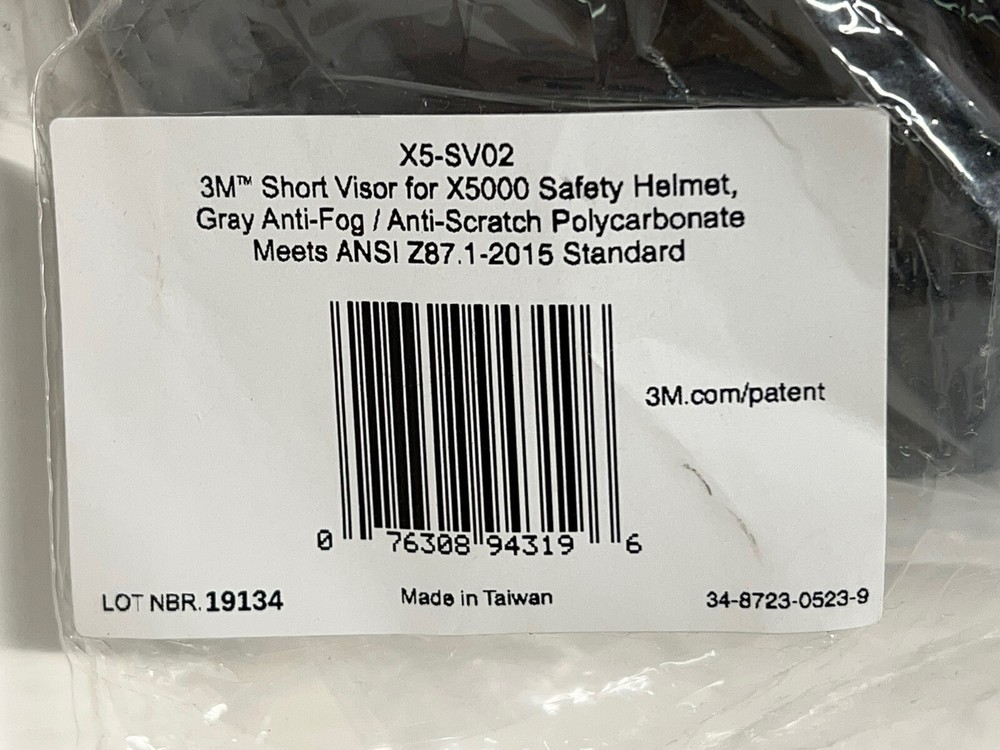 X5-SV02
3M™ Short Visor for X5000 Safety Helmet,
Gray Anti-Fog / Anti-Scratch Polycarbonate
Meets ANSI Z87.1-2015 Standard
3M.com/patent
0 76308 94319 6
LOT NBR. 19134 Made in Taiwan 34-8723-0523-9